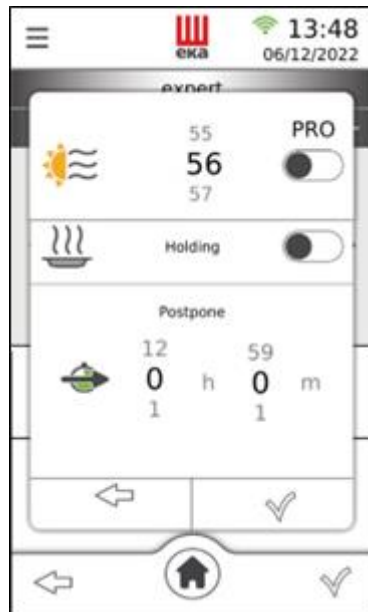 13:48
eka
06/12/2022
expert
55
PRO
56
57
Holding
Postpone
12
59
0 h 0 m
1
1